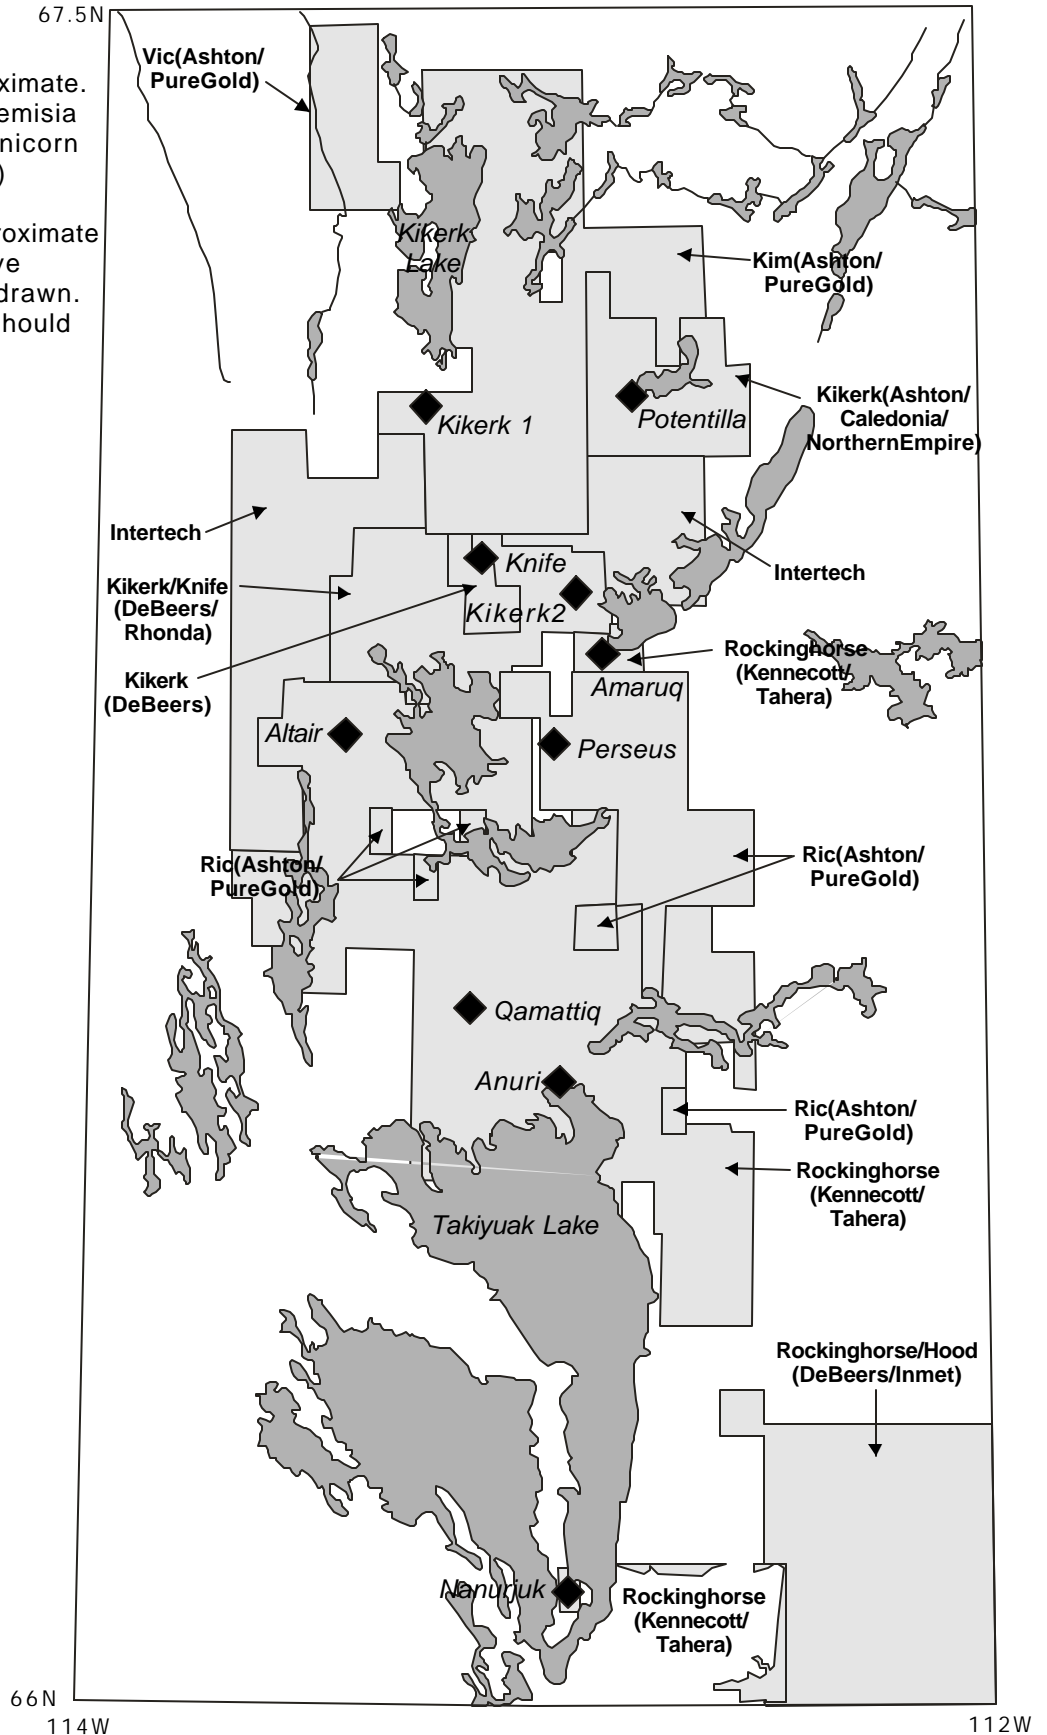 67.5N
Vic(Ashton/
PureGold)
ximate.
emisia
nicorn
)
roximate
ve
drawn.
hould
Kikerk
Lake
Kim(Ashton/
PureGold)
Kikerk(Ashton/
Caledonia/
NorthernEmpire)
Kikerk 1
Potentilla
Intertech
Knife
Intertech
Kikerk/Knife
(DeBeers/
Rhonda)
Kikerk2
Rockinghorse
(Kennecott/
Tahera)
Kikerk
(DeBeers)
Amaruq
Altair
Perseus
Ric(Ashton/
PureGold)
Ric(Ashton/
PureGold)
Qamattiq
Anuri
Ric(Ashton/
PureGold)
Rockinghorse
(Kennecott/
Tahera)
Takiyuak Lake
Rockinghorse/Hood
(DeBeers/Inmet)
Nanurjuk
Rockinghorse
(Kennecott/
Tahera)
66N
114W
112W